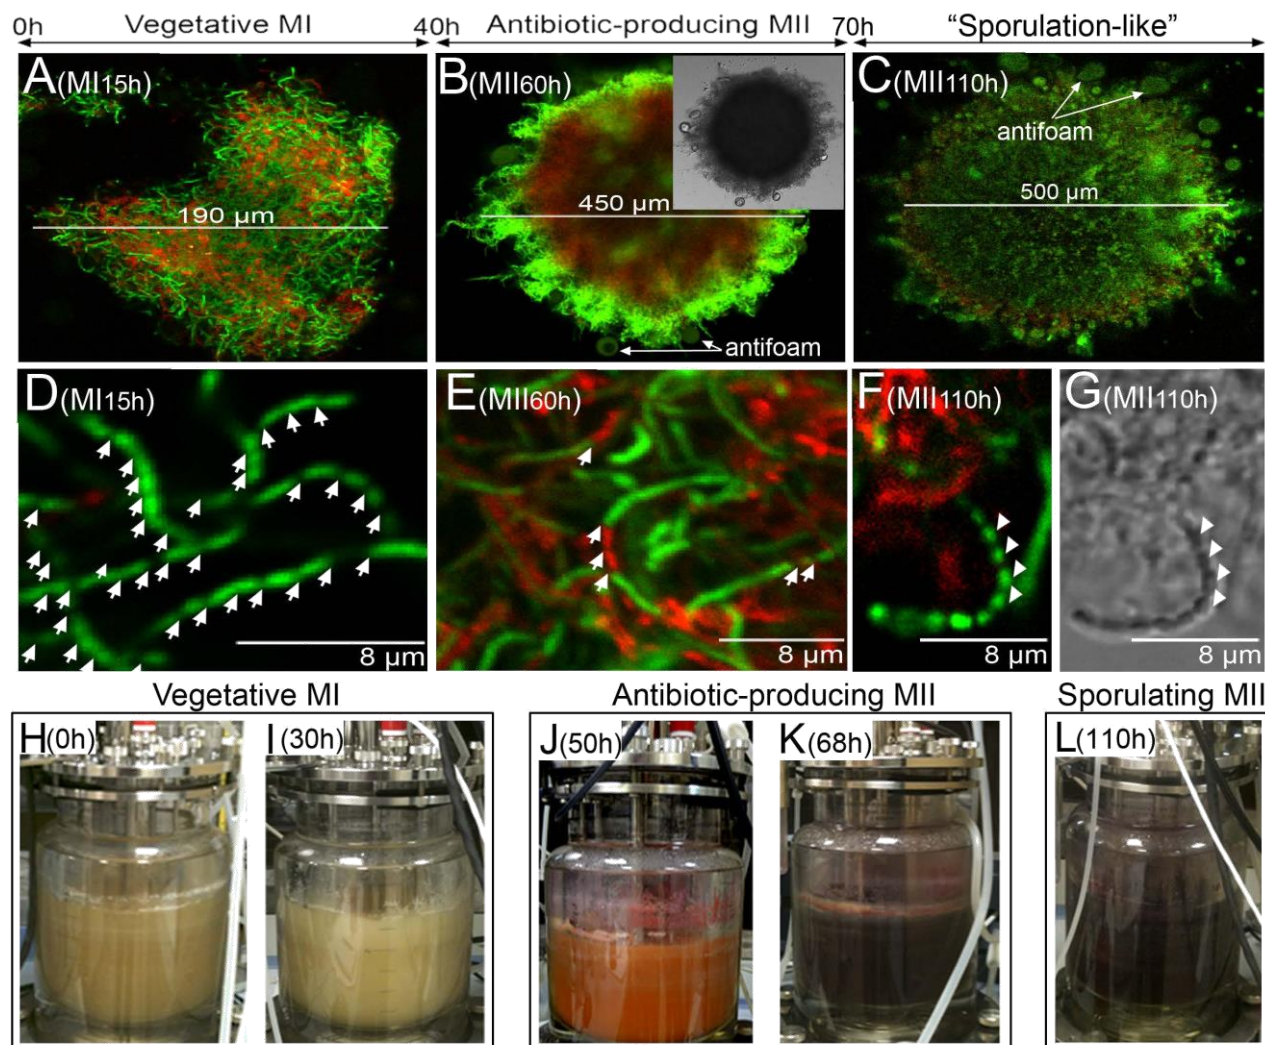 0h Vegetative MI 40h Antibiotic-producing MII 70h “Sporulation-like”
A(MI15h)
190 µm
B(MII60h)
450 µm
antifoam
C(MII110h)
antifoam
500 µm
D(MI15h)
8 µm
E(MII60h)
8 µm
F(MII110h)
8 µm
G(MII110h)
8 µm
Vegetative MI
Antibiotic-producing MII
Sporulating MII
H(0h)
I(30h)
J(50h)
K(68h)
L(110h)